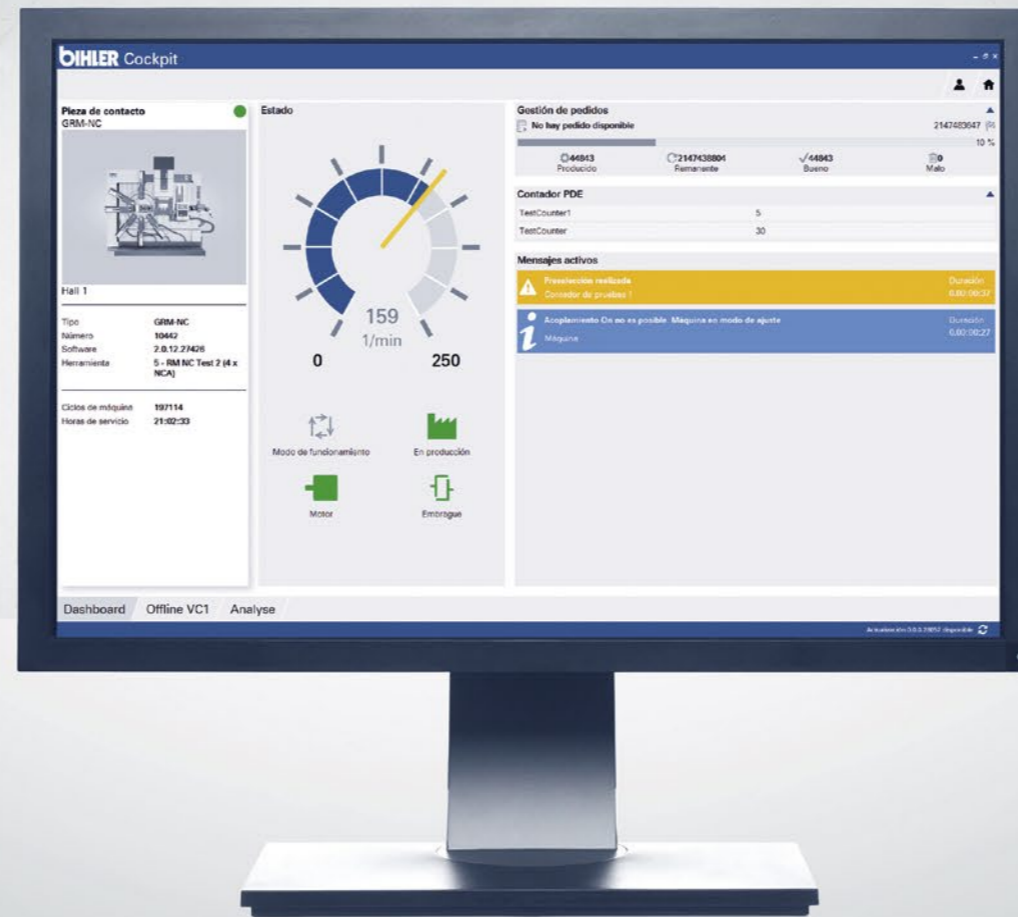 BIHLER Cockpit
Pieza de contacto
GRM-NC
Hall 1
Tipo GRM-NC
Número 10442
Software 2.0.12.27426
Herramienta 5 - RM NC Test 2 (4 x
NCA)
Ciclos de máquina 197114
Horas de servicio 21:02:33
Estado
159
1/min
0 250
Modo de funcionamiento En producción
Motor Embrague
Gestión de pedidos
No hay pedido disponible 2147483647
10 %
44843 2147438804 44843 0
Producido Remanente Bueno Malo
Contador PDE
TestCounter1 5
TestCounter 30
Mensajes activos
Preselección realizada Duración
Contador de pruebas 1 0.00:00:37
Acoplamiento On no es posible. Máquina en modo de ajuste Duración
Máquina 0.00:00:27
Dashboard Offline VC1 Analyse
Actualización disponible